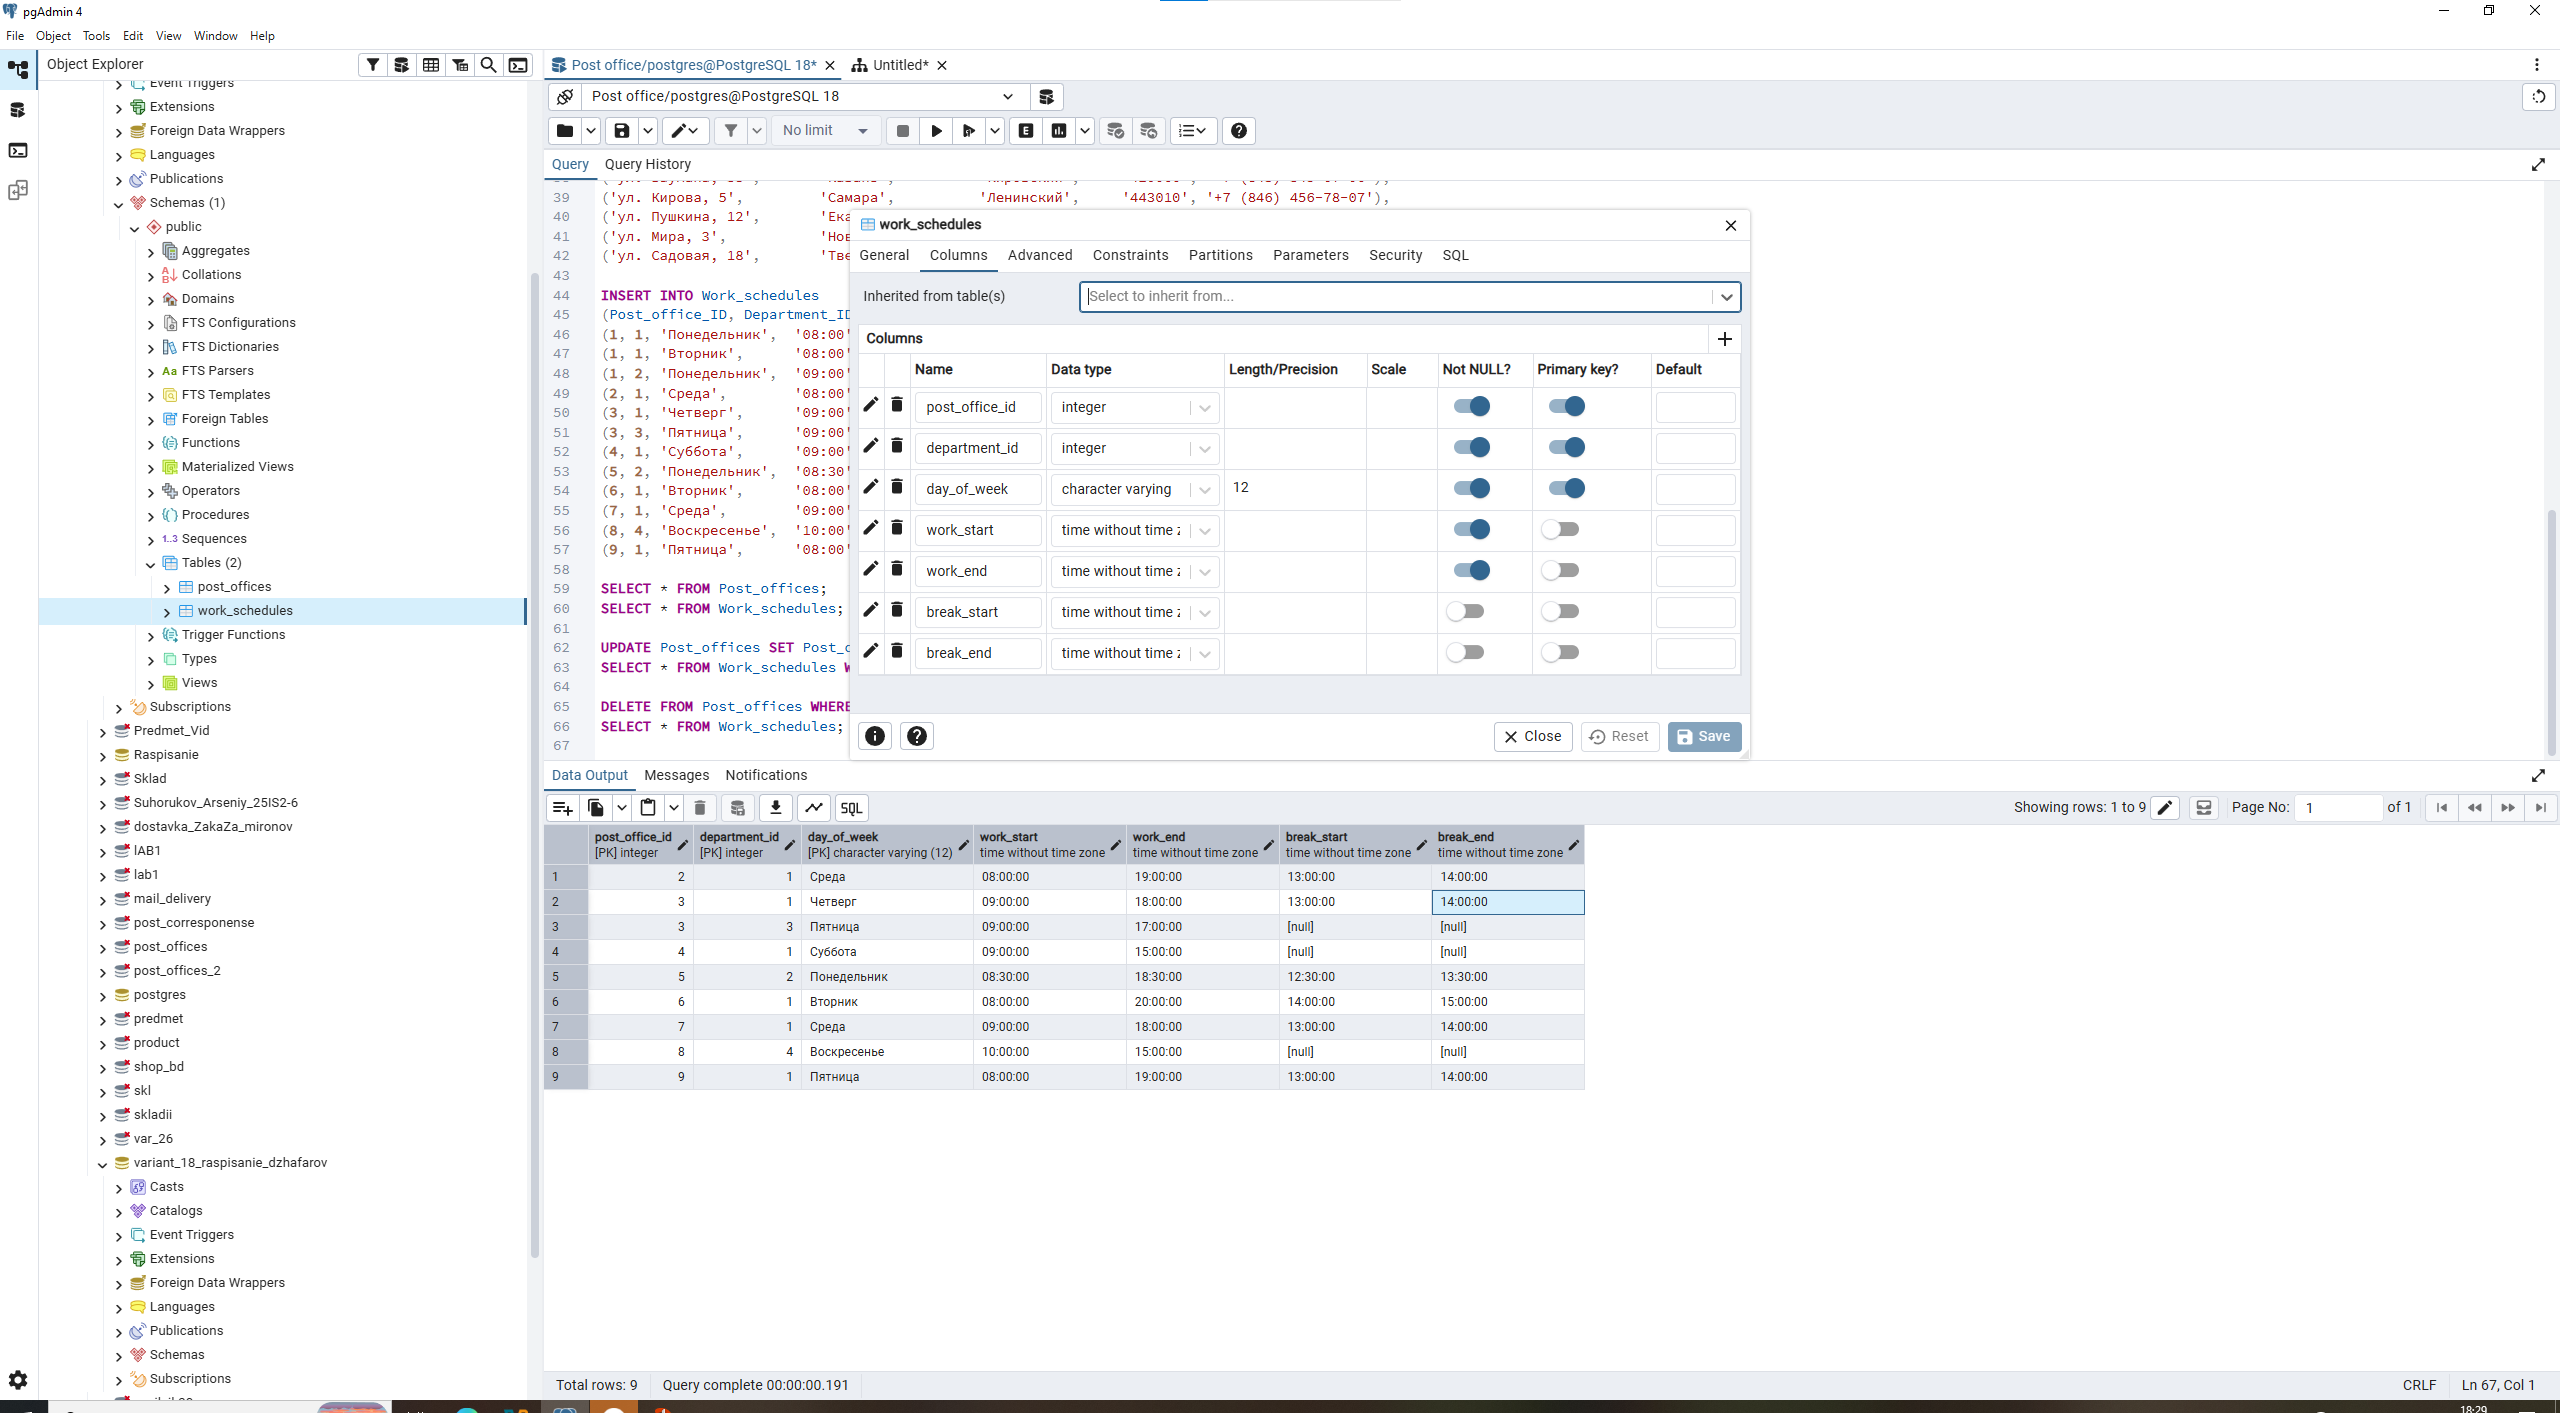 pgAdmin 4
File Object Tools Edit View Window Help
Object Explorer
Event Triggers
Extensions
Foreign Data Wrappers
Languages
Publications
Schemas (1)
public
Aggregates
Collations
Domains
FTS Configurations
FTS Dictionaries
FTS Parsers
FTS Templates
Foreign Tables
Functions
Materialized Views
Operators
Procedures
1..3 Sequences
Tables (2)
post_offices
work_schedules
Trigger Functions
Types
Views
Subscriptions
Predmet_Vid
Raspisanie
Sklad
Suhorukov_Arseniy_25IS2-6
dostavka_ZakaZa_mironov
lAB1
lab1
mail_delivery
post_corresponense
post_offices
post_offices_2
postgres
predmet
product
shop_bd
skl
skladii
var_26
variant_18_raspisanie_dzhafarov
Casts
Catalogs
Event Triggers
Extensions
Foreign Data Wrappers
Languages
Publications
Schemas
Subscriptions
Post office/postgres@PostgreSQL 18* Untitled*
Post office/postgres@PostgreSQL 18
No limit
Query Query History
39 ('ул. Кирова, 5', 'Самара', 'Ленинский', '443010', '+7 (846) 456-78-07'),
40 ('ул. Пушкина, 12', 'Ека
41 ('ул. Мира, 3', 'Нов
42 ('ул. Садовая, 18', 'Тве
43
44 INSERT INTO Work_schedules
45 (Post_office_ID, Department_ID
46 (1, 1, 'Понедельник', '08:00'
47 (1, 1, 'Вторник', '08:00'
48 (1, 2, 'Понедельник', '09:00'
49 (2, 1, 'Среда', '08:00'
50 (3, 1, 'Четверг', '09:00'
51 (3, 3, 'Пятница', '09:00'
52 (4, 1, 'Суббота', '09:00'
53 (5, 2, 'Понедельник', '08:30'
54 (6, 1, 'Вторник', '08:00'
55 (7, 1, 'Среда', '09:00'
56 (8, 4, 'Воскресенье', '10:00'
57 (9, 1, 'Пятница', '08:00'
58
59 SELECT * FROM Post_offices;
60 SELECT * FROM Work_schedules;
61
62 UPDATE Post_offices SET Post_o
63 SELECT * FROM Work_schedules W
64
65 DELETE FROM Post_offices WHERE
66 SELECT * FROM Work_schedules;
67
work_schedules
General Columns Advanced Constraints Partitions Parameters Security SQL
Inherited from table(s) Select to inherit from...
Columns
Name Data type Length/Precision Scale Not NULL? Primary key? Default
post_office_id integer
department_id integer
day_of_week character varying 12
work_start time without time z
work_end time without time z
break_start time without time z
break_end time without time z
Close Reset Save
Data Output Messages Notifications
SQL Showing rows: 1 to 9 Page No: 1 of 1
post_office_id department_id day_of_week work_start work_end break_start break_end
[PK] integer [PK] integer [PK] character varying (12) time without time zone time without time zone time without time zone time without time zone
1 2 1 Среда 08:00:00 19:00:00 13:00:00 14:00:00
2 3 1 Четверг 09:00:00 18:00:00 13:00:00 14:00:00
3 3 3 Пятница 09:00:00 17:00:00 [null] [null]
4 4 1 Суббота 09:00:00 15:00:00 [null] [null]
5 5 2 Понедельник 08:30:00 18:30:00 12:30:00 13:30:00
6 6 1 Вторник 08:00:00 20:00:00 14:00:00 15:00:00
7 7 1 Среда 09:00:00 18:00:00 13:00:00 14:00:00
8 8 4 Воскресенье 10:00:00 15:00:00 [null] [null]
9 9 1 Пятница 08:00:00 19:00:00 13:00:00 14:00:00
Total rows: 9 Query complete 00:00:00.191 CRLF Ln 67, Col 1
18:29